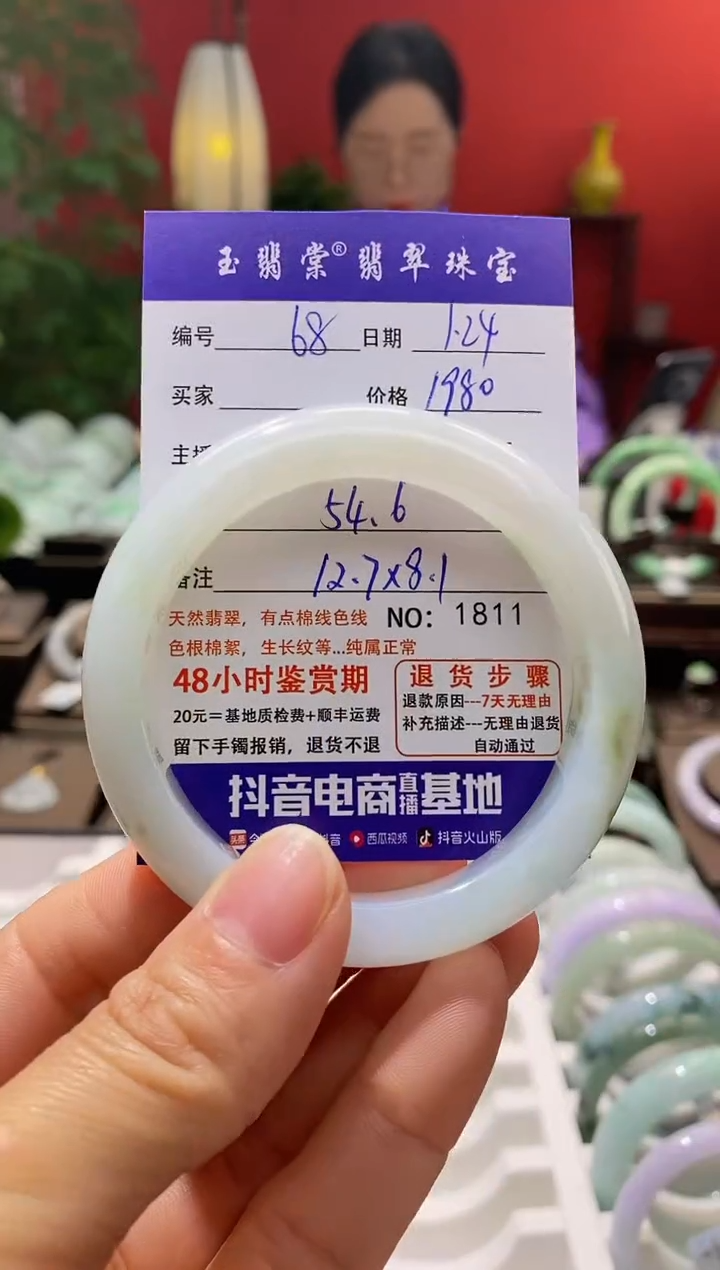 玉翡棠®翡翠珠宝
编号 68 日期 1.24
买家 价格 1980
主
54.6
注 12.7x8.1
天然翡翠，有点棉线色线 NO: 1811
色根棉絮，生长纹等...纯属正常
48小时鉴赏期
20元＝基地质检费+顺丰运费
留下手镯报销，退货不退
退货步骤
退款原因---7天无理由
补充描述---无理由退货
自动通过
抖音电商直播基地
头条 音 西瓜视频 抖音火山版